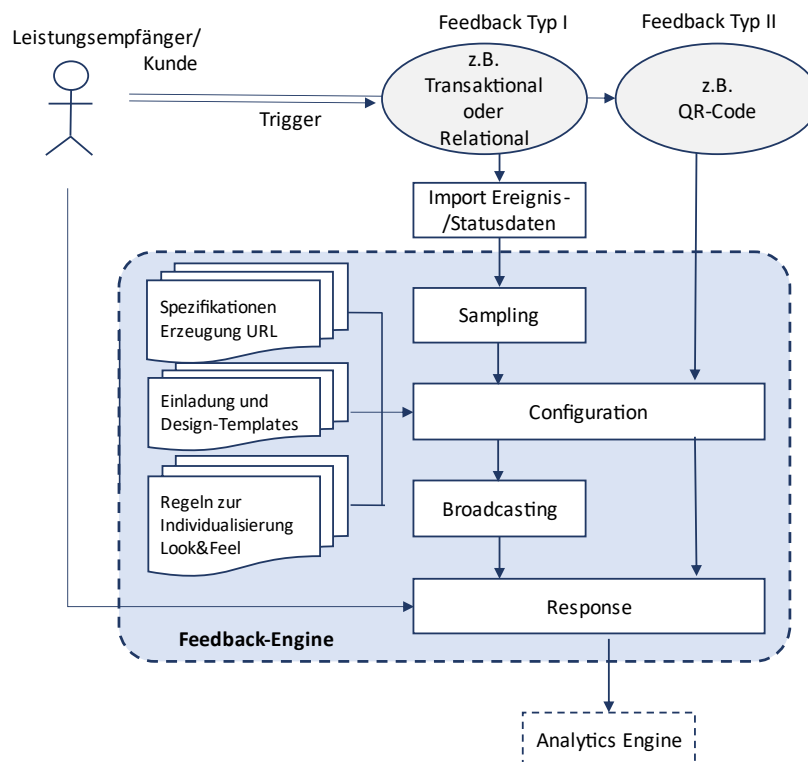 Feedback Typ I
Feedback Typ II
Leistungsempfänger/
Kunde
z.B.
Transaktional
oder
Relational
z.B.
QR-Code
Trigger
Import Ereignis-
/Statusdaten
Spezifikationen
Erzeugung URL
Sampling
Einladung und
Design-Templates
Configuration
Regeln zur
Individualisierung
Look&Feel
Broadcasting
Response
Feedback-Engine
Analytics Engine